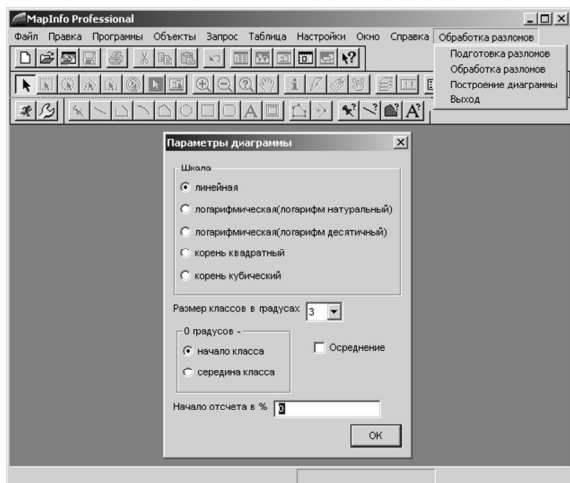 MapInfo Professional
Файл Правка Программы Объекты Запрос Таблица Настройки Окно Справка Обработка разломов
Подготовка разломов
Обработка разломов
Построение диаграммы
Выход
Параметры диаграммы
Шкала
линейная
логарифмическая(логарифм натуральный)
логарифмическая(логарифм десятичный)
корень квадратный
корень кубический
Размер классов в градусах 3
0 градусов -
начало класса
середина класса
Осреднение
Начало отсчета в % 0
OK